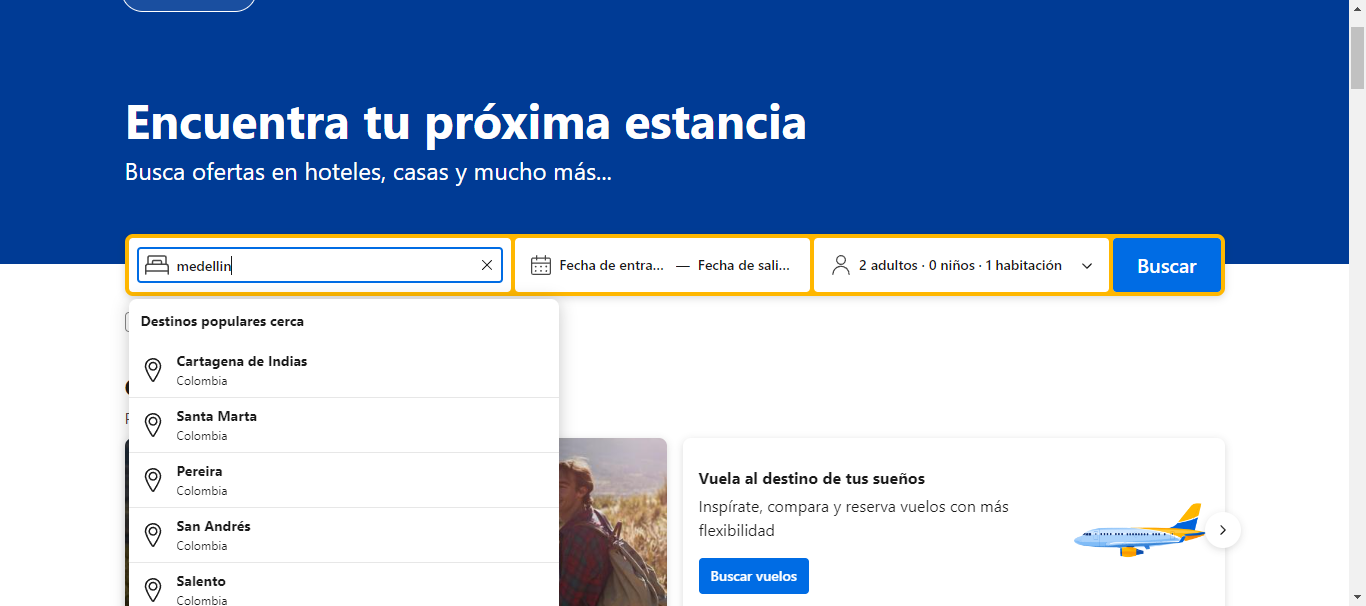 Encuentra tu próxima estancia
Busca ofertas en hoteles, casas y mucho más...
medellin
Fecha de entra... — Fecha de sali...
2 adultos · 0 niños · 1 habitación
Buscar
Destinos populares cerca
Cartagena de Indias
Colombia
Santa Marta
Colombia
Pereira
Colombia
San Andrés
Colombia
Salento
Colombia
Vuela al destino de tus sueños
Inspírate, compara y reserva vuelos con más
flexibilidad
Buscar vuelos